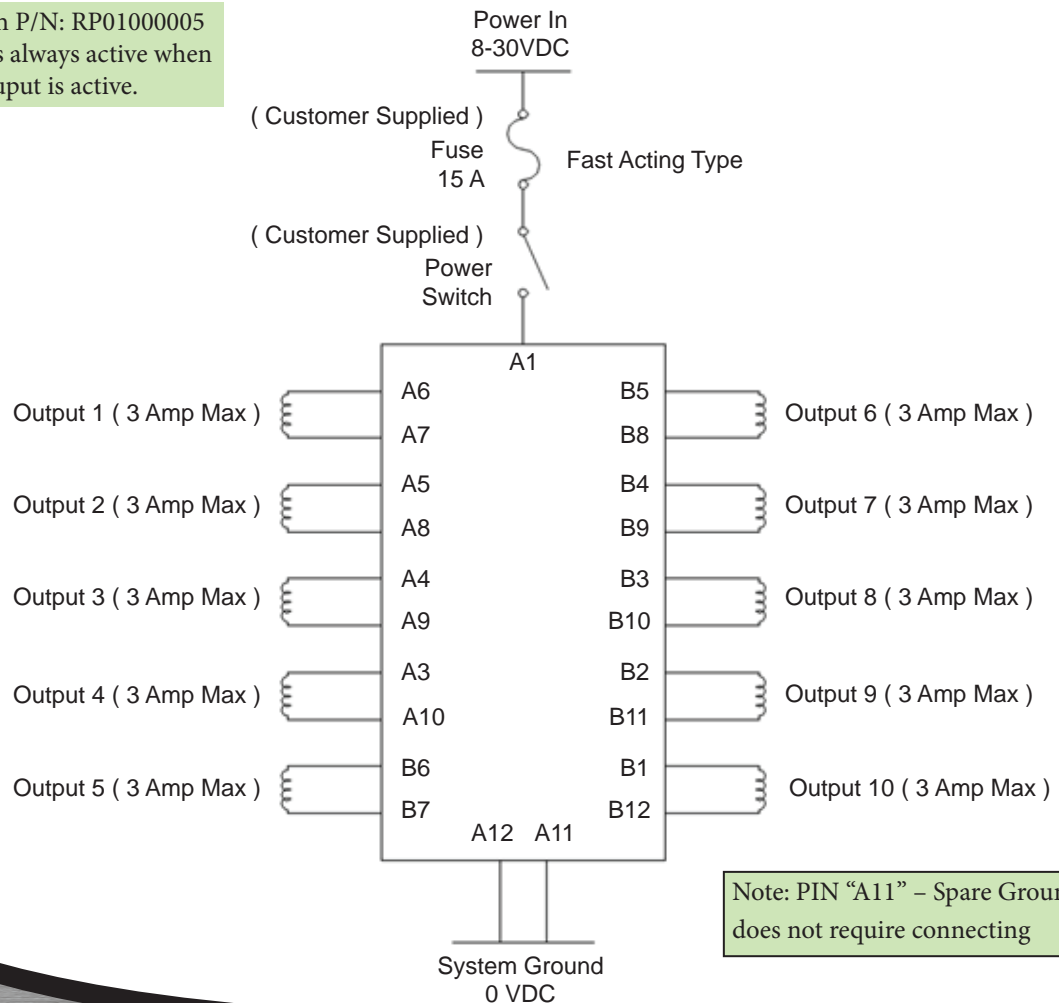 P/N: RP01000005
always active when
is active.
Power In
8-30VDC
( Customer Supplied )
Fuse
15 A
Fast Acting Type
( Customer Supplied )
Power
Switch
A1
Output 1 ( 3 Amp Max )
A6
A7
B5
B8
Output 6 ( 3 Amp Max )
Output 2 ( 3 Amp Max )
A5
A8
B4
B9
Output 7 ( 3 Amp Max )
Output 3 ( 3 Amp Max )
A4
A9
B3
B10
Output 8 ( 3 Amp Max )
Output 4 ( 3 Amp Max )
A3
A10
B2
B11
Output 9 ( 3 Amp Max )
Output 5 ( 3 Amp Max )
B6
B7
B1
B12
Output 10 ( 3 Amp Max )
A12 A11
Note: PIN “A11” – Spare
does not require connecting
System Ground
0 VDC